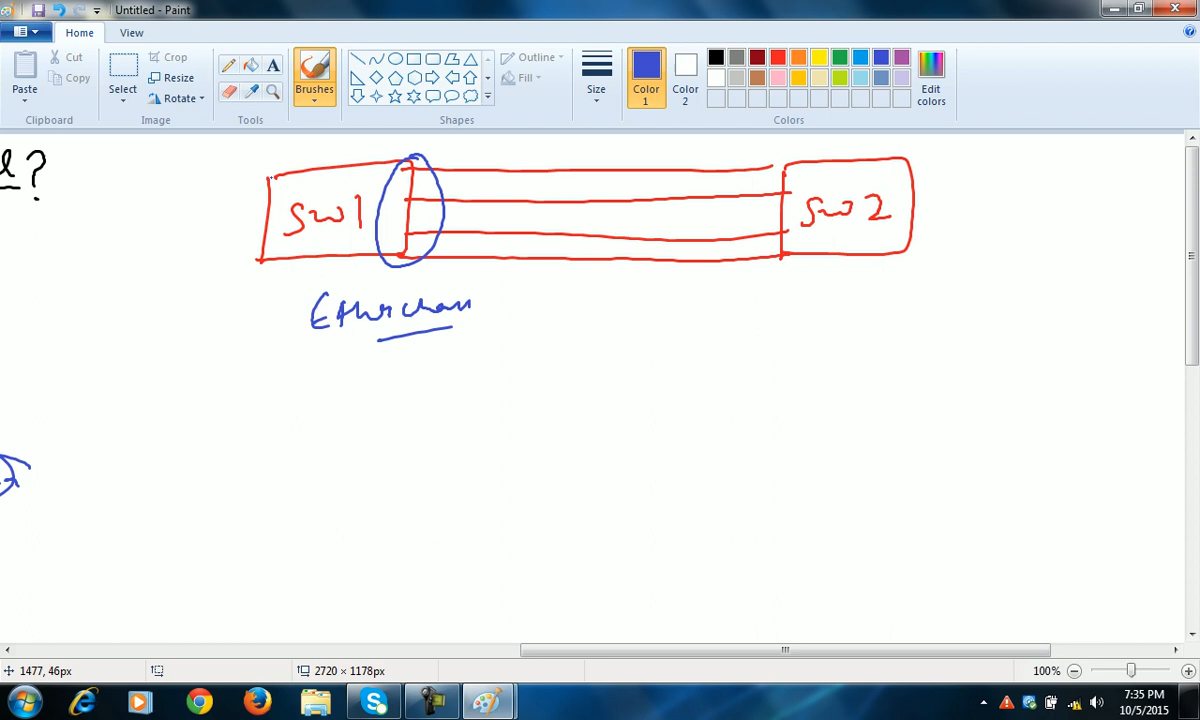 Untitled - Paint
Home View
Cut
Copy
Paste
Clipboard
Crop
Resize
Rotate
Select
Image
Tools
Brushes
Outline
Fill
Shapes
Size
Color 1
Color 2
Edit colors
Colors
?
SW1
SW2
Etherchann
1477, 46px
2720 × 1178px
100%
7:35 PM
10/5/2015